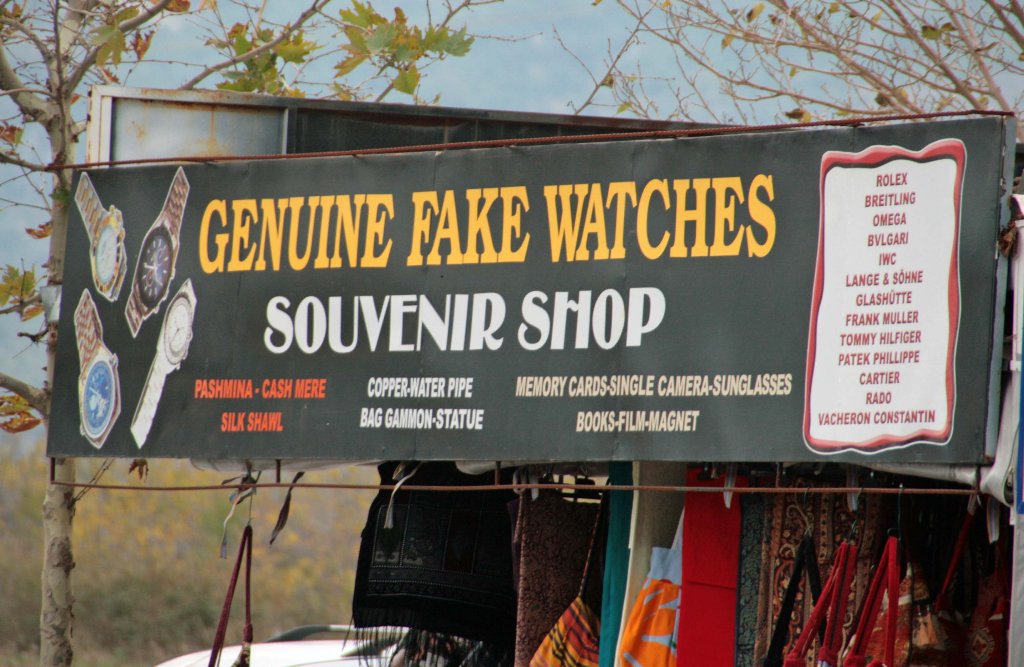 GENUINE FAKE WATCHES
SOUVENIR SHOP
PASHMINA - CASH MERE
SILK SHAWL
COPPER-WATER PIPE
BAG GAMMON-STATUE
MEMORY CARDS-SINGLE CAMERA-SUNGLASSES
BOOKS-FILM-MAGNET
ROLEX
BREITLING
OMEGA
BVLGARI
IWC
LANGE & SÖHNE
GLASHÜTTE
FRANK MULLER
TOMMY HILFIGER
PATEK PHILLIPPE
CARTIER
RADO
VACHERON CONSTANTIN